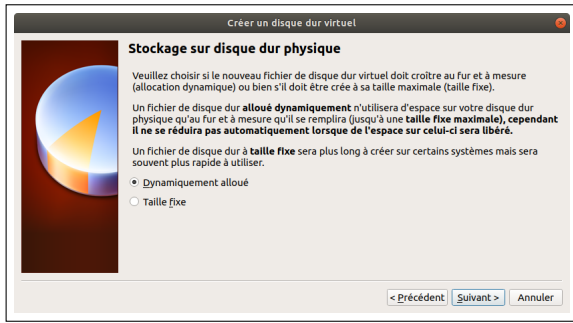 Créer un disque dur virtuel
Stockage sur disque dur physique
Veuillez choisir si le nouveau fichier de disque dur virtuel doit croître au fur et à mesure
(allocation dynamique) ou bien s'il doit être crée à sa taille maximale (taille fixe).
Un fichier de disque dur alloué dynamiquement n'utilisera d'espace sur votre disque dur
physique qu'au fur et à mesure qu'il se remplira (jusqu'à une taille fixe maximale), cependant
il ne se réduira pas automatiquement lorsque de l'espace sur celui-ci sera libéré.
Un fichier de disque dur à taille fixe sera plus long à créer sur certains systèmes mais sera
souvent plus rapide à utiliser.
Dynamiquement alloué
Taille fixe
< Précédent Suivant > Annuler